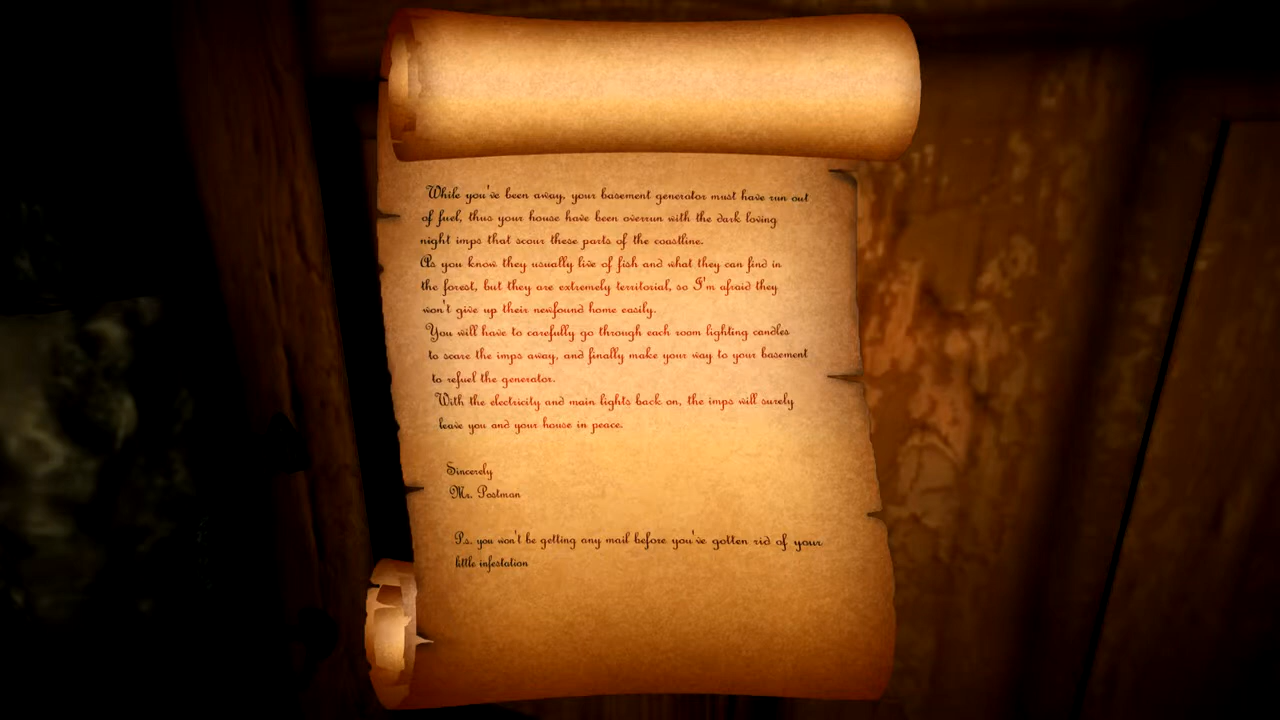 While you've been away, your basement generator must have run out
of fuel, thus your house have been overrun with the dark loving
night imps that scour these parts of the coastline.
As you know they usually live of fish and what they can find in
the forest, but they are extremely territorial, so I'm afraid they
won't give up their newfound home easily.
You will have to carefully go through each room lighting candles
to scare the imps away, and finally make your way to your basement
to refuel the generator.
With the electricity and main lights back on, the imps will surely
leave you and your house in peace.
Sincerely
Mr. Postman
P.s. you won't be getting any mail before you've gotten rid of your
little infestation